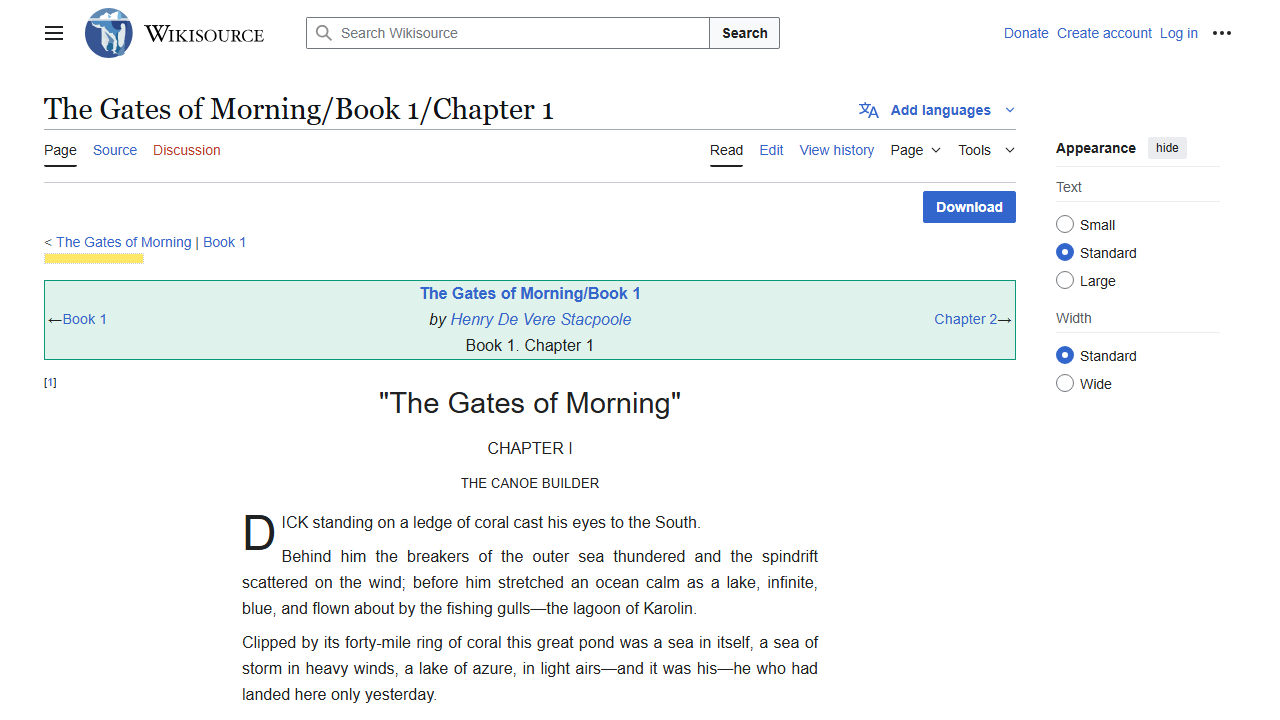 WIKISOURCE
Search Wikisource
Search
Donate Create account Log in
The Gates of Morning/Book 1/Chapter 1
Add languages
Page Source Discussion
Read Edit View history Page Tools
Download
< The Gates of Morning | Book 1
The Gates of Morning/Book 1
←Book 1
by Henry De Vere Stacpoole
Chapter 2→
Book 1. Chapter 1
[1]
"The Gates of Morning"
CHAPTER I
THE CANOE BUILDER
DICK standing on a ledge of coral cast his eyes to the South.
Behind him the breakers of the outer sea thundered and the spindrift
scattered on the wind; before him stretched an ocean calm as a lake, infinite,
blue, and flown about by the fishing gulls—the lagoon of Karolin.
Clipped by its forty-mile ring of coral this great pond was a sea in itself, a sea of
storm in heavy winds, a lake of azure, in light airs—and it was his—he who had
landed here only yesterday.
Appearance hide
Text
Small
Standard
Large
Width
Standard
Wide